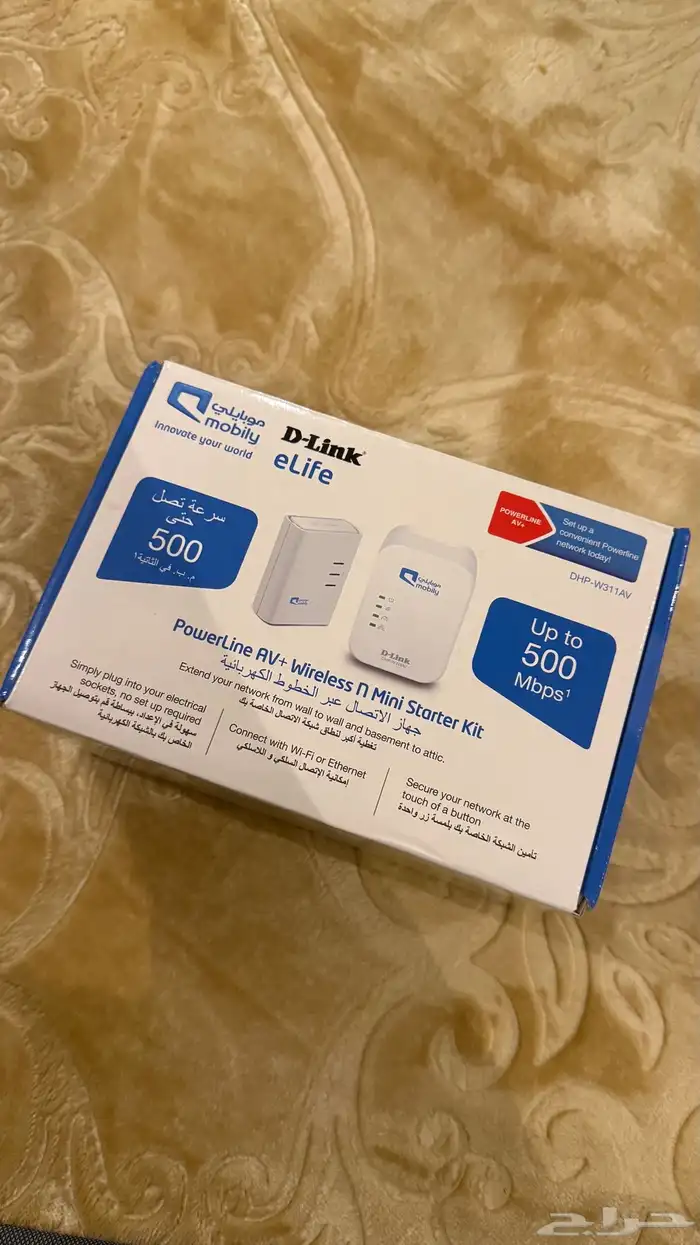 موبايلي
mobily
Innovate your world
D-Link
eLife
POWERLINE
AV+
Set up a
convenient Powerline
network today!
DHP-W311AV
سرعة تصل
حتى
500
م. ب. في الثانية¹
موبايلي
mobily
D-Link
Up to
500
Mbps¹
PowerLine AV+ Wireless N Mini Starter Kit
جهاز الاتصال عبر الخطوط الكهربائية
Extend your network from wall to wall and basement to attic.
تغطية أكبر لنطاق شبكة الاتصال الخاصة بك
Simply plug into your electrical
sockets, no set up required
سهولة في الإعداد، ببساطة قم بتوصيل الجهاز
الخاص بك بالشبكة الكهربائية
Connect with Wi-Fi or Ethernet
إمكانية الإتصال السلكي و اللاسلكي
Secure your network at the
touch of a button
تأمين الشبكة الخاصة بك بلمسة زر واحدة
حراج